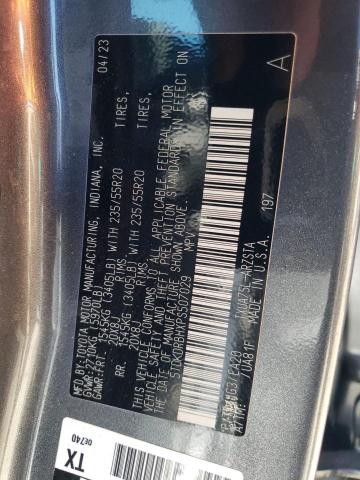 MF'D.BY:
TOYOTA MOTOR MANUFACTURING, INDIANA, INC. 04/23
GVWR: 2710KG (5970LB)
GAWR: FRT. 1545KG (3405LB) WITH 235/55R20 TIRES,
20X8J RIMS,
RR. 1545KG (3405LB) WITH 235/55R20 TIRES,
20X8J RIMS,
THIS VEHICLE CONFORMS TO ALL APPLICABLE FEDERAL MOTOR
VEHICLE SAFETY AND THEFT PREVENTION STANDARDS IN EFFECT ON
THE DATE OF MANUFACTURE SHOWN ABOVE.
MPV
A
197
A/TM:
MADE IN U.S.A.
TX
0E740